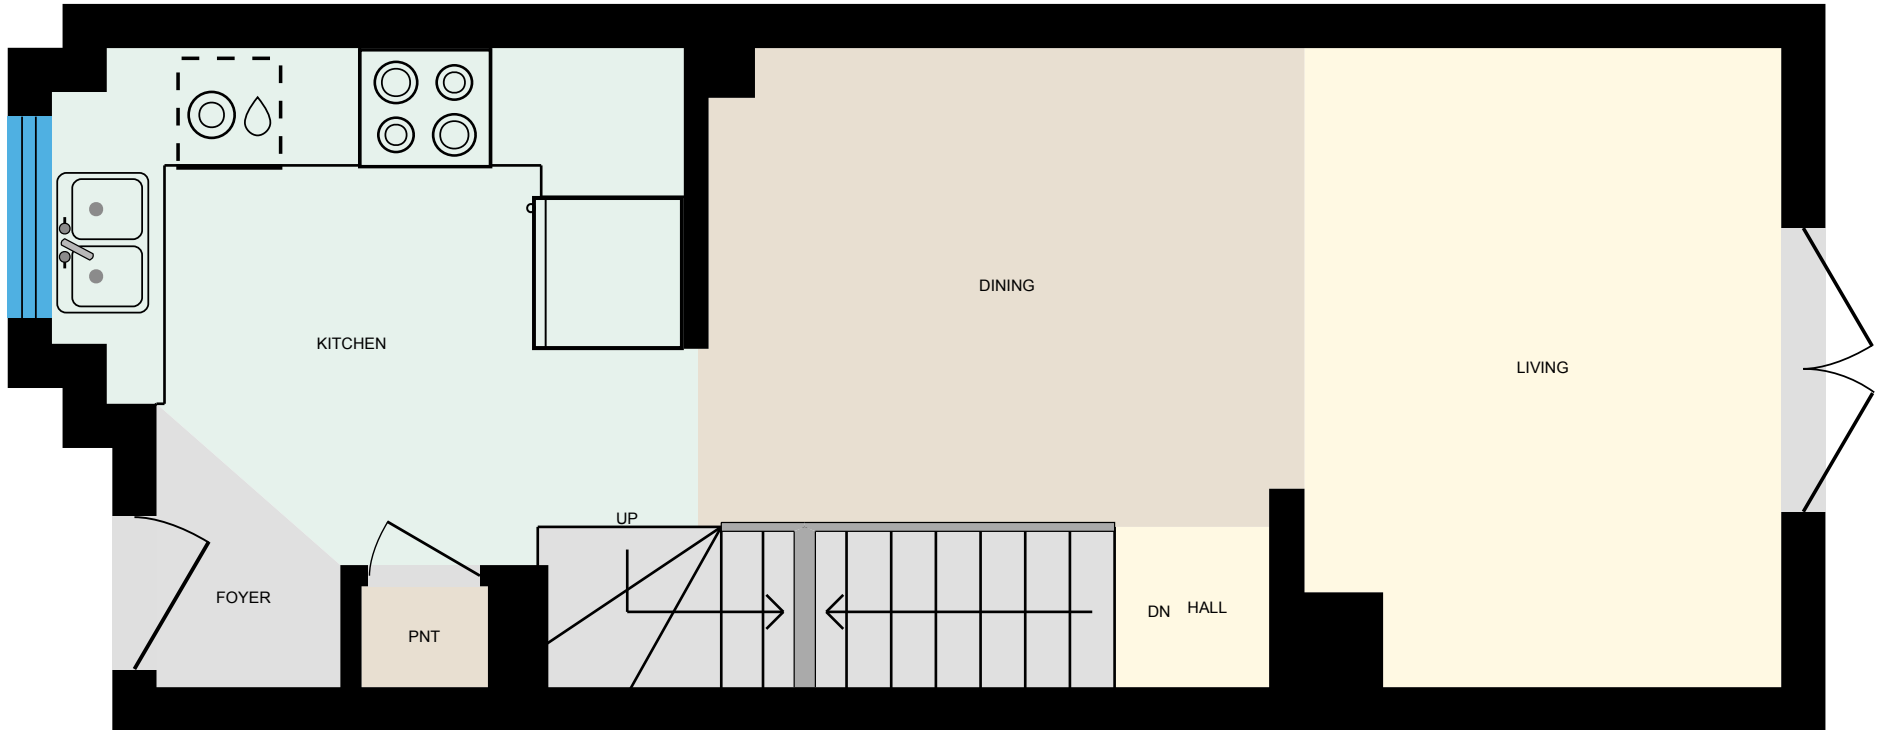 DINING
KITCHEN
LIVING
UP
FOYER
PNT
DN
HALL